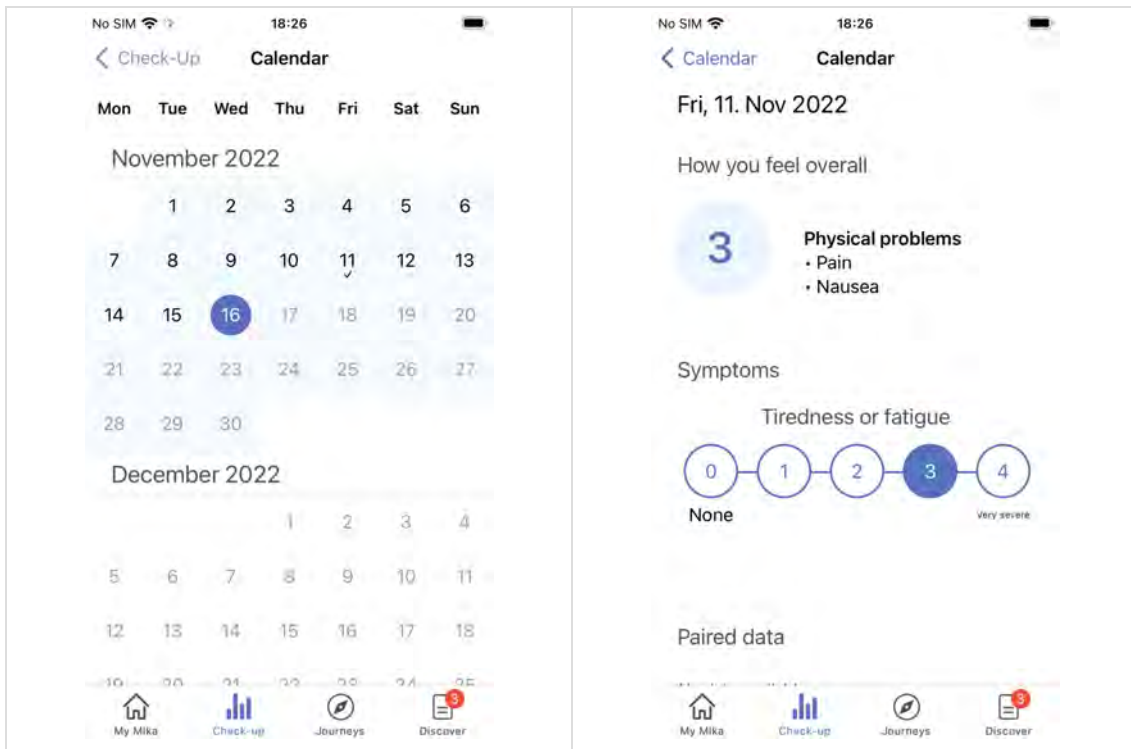 No SIM 18:26
Check-Up Calendar
Mon Tue Wed Thu Fri Sat Sun
November 2022
1 2 3 4 5 6
7 8 9 10 11 12 13
14 15 16 17 18 19 20
21 22 23 24 25 26 27
28 29 30
December 2022
1 2 3 4
5 6 7 8 9 10 11
12 13 14 15 16 17 18
My Mika Check-up Journeys Discover
3
No SIM 18:26
Calendar Calendar
Fri, 11. Nov 2022
How you feel overall
3
Physical problems
• Pain
• Nausea
Symptoms
Tiredness or fatigue
0 1 2 3 4
None Very severe
Paired data
3
My Mika Check-up Journeys Discover